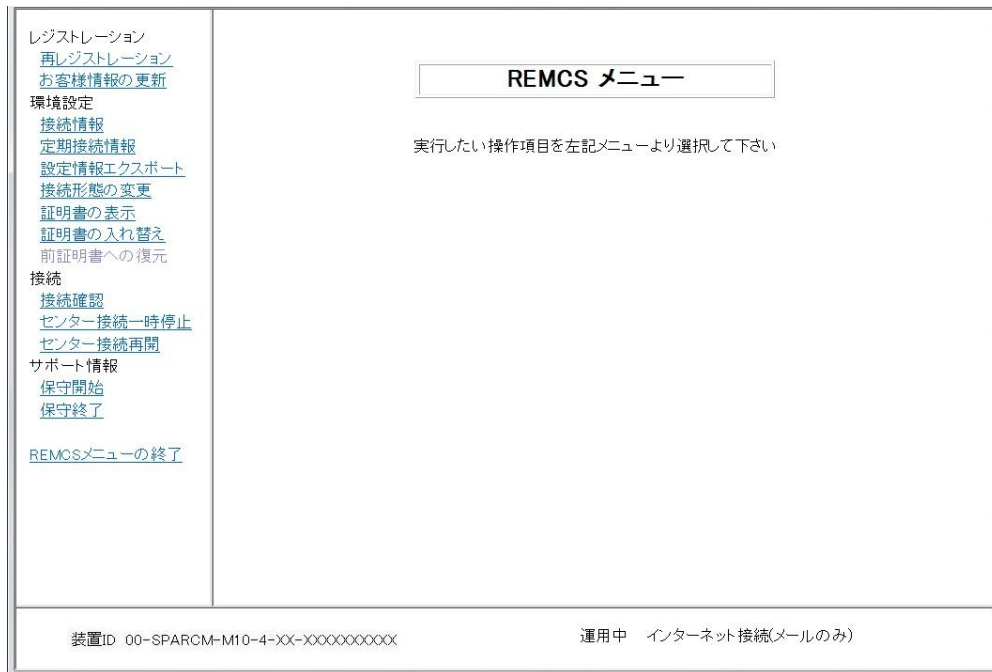 レジストレーション
再レジストレーション
お客様情報の更新
環境設定
接続情報
定期接続情報
設定情報エクスポート
接続形態の変更
証明書の表示
証明書の入れ替え
前証明書への復元
接続
接続確認
センター接続一時停止
センター接続再開
サポート情報
保守開始
保守終了
REMCSメニューの終了
REMCS メニュー
実行したい操作項目を左記メニューより選択して下さい
装置ID 00-SPARCM-M10-4-XX-XXXXXXXXXX
運用中 インターネット接続(メールのみ)